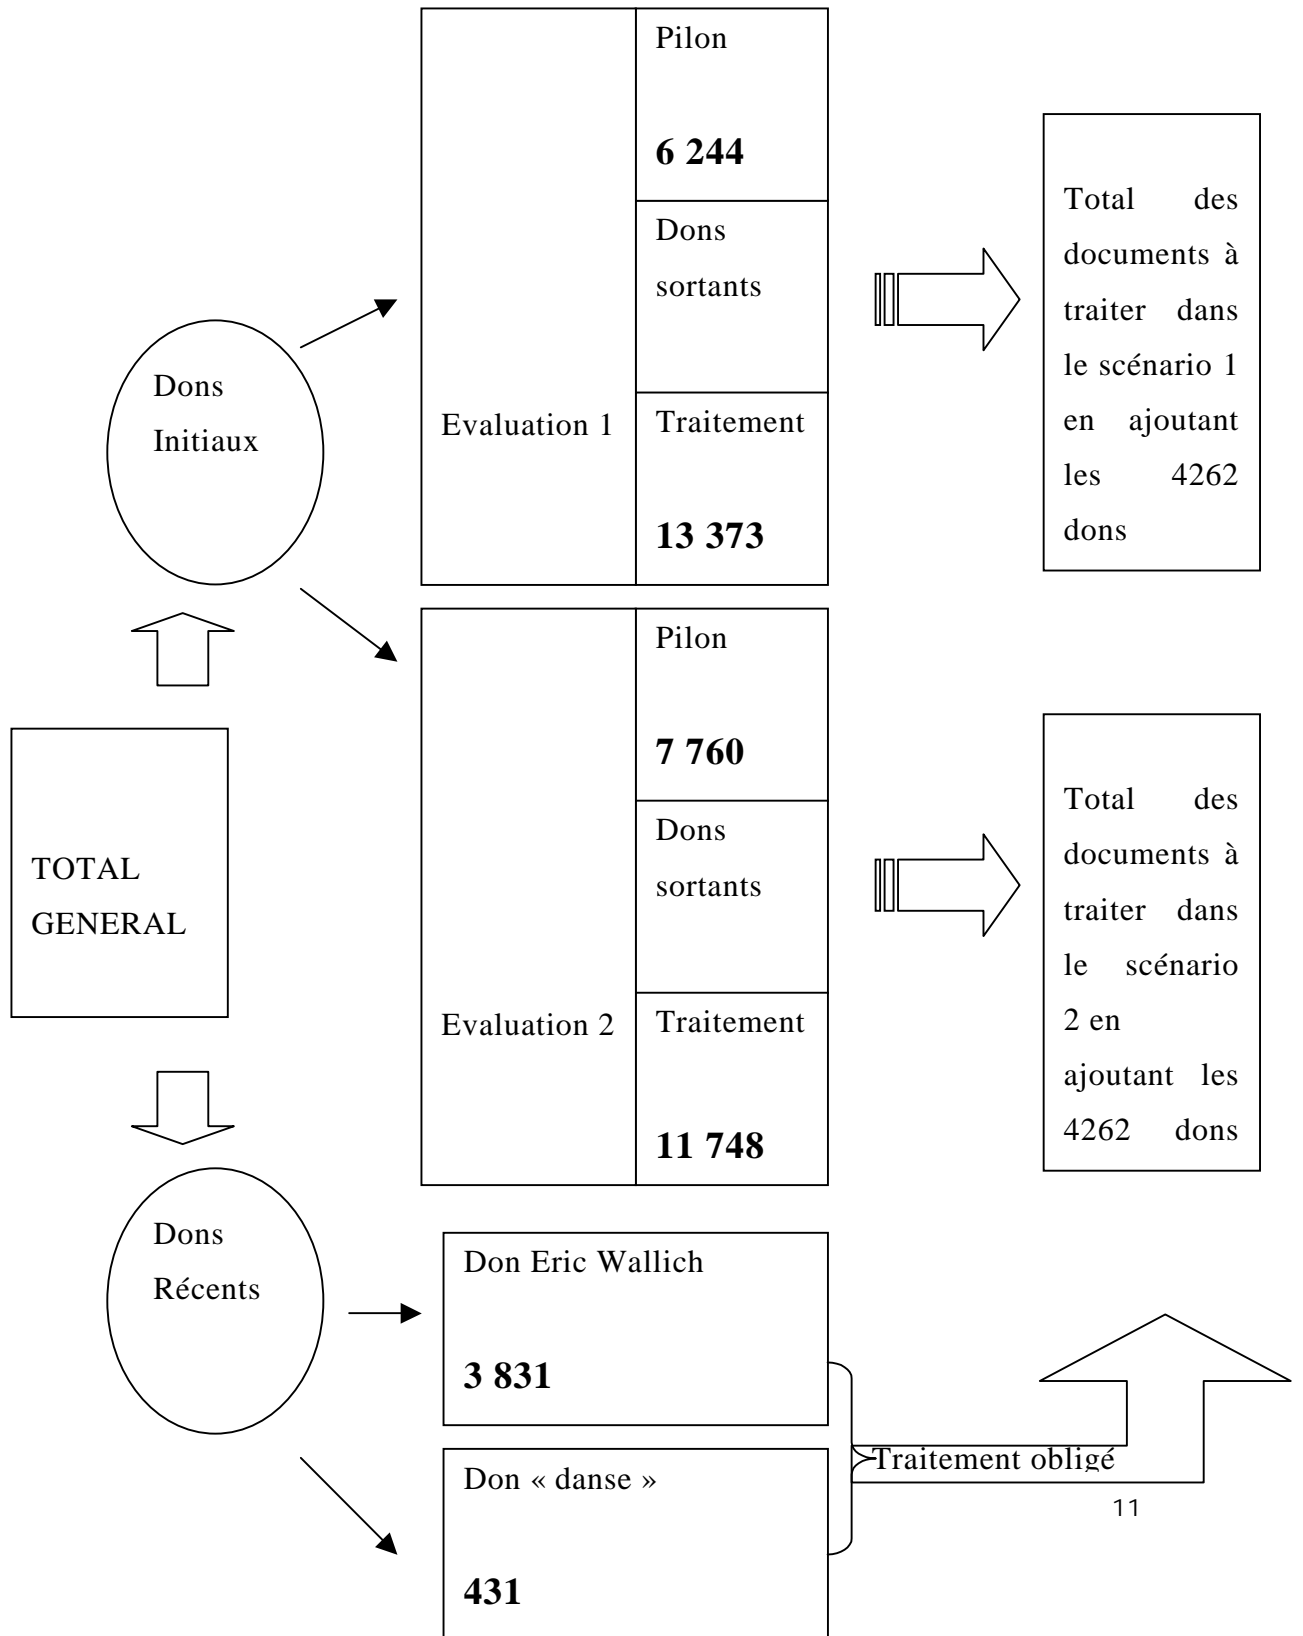 Pilon
6 244
Dons
sortants
Evaluation 1
Traitement
13 373
Total des
documents à
traiter dans
le scénario 1
en ajoutant
les 4262
dons
Dons
Initiaux
Pilon
7 760
Dons
sortants
Evaluation 2
Traitement
11 748
Total des
documents à
traiter dans
le scénario
2 en
ajoutant les
4262 dons
TOTAL
GENERAL
Dons
Récents
Don Eric Wallich
3 831
Traitement obligé
Don « danse »
431
11